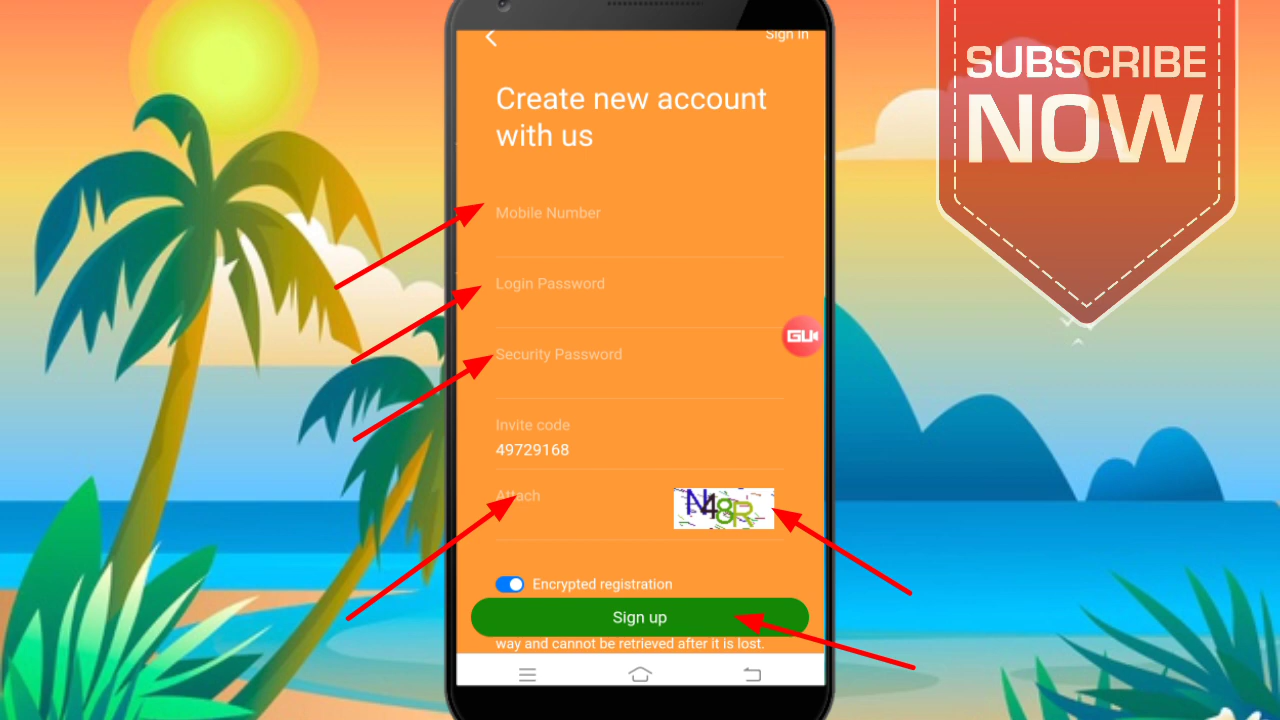 Sign In
Create new account
with us
Mobile Number
Login Password
Security Password
Invite code
49729168
Attach
N48R
Encrypted registration
Sign up
way and cannot be retrieved after it is lost.
GU
SUBSCRIBE
NOW